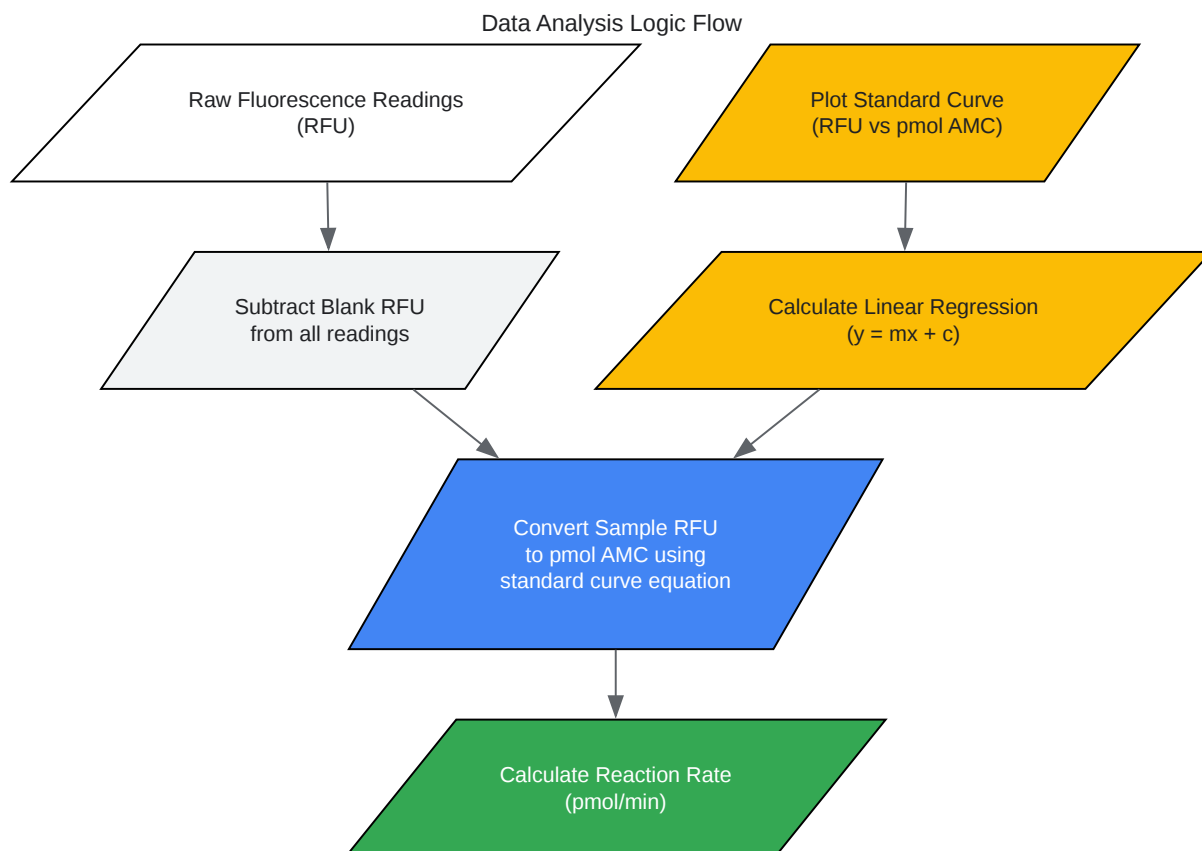 Data Analysis Logic Flow
Raw Fluorescence Readings
(RFU)
Plot Standard Curve
(RFU vs pmol AMC)
Subtract Blank RFU
from all readings
Calculate Linear Regression
(y = mx + c)
Convert Sample RFU
to pmol AMC using
standard curve equation
Calculate Reaction Rate
(pmol/min)